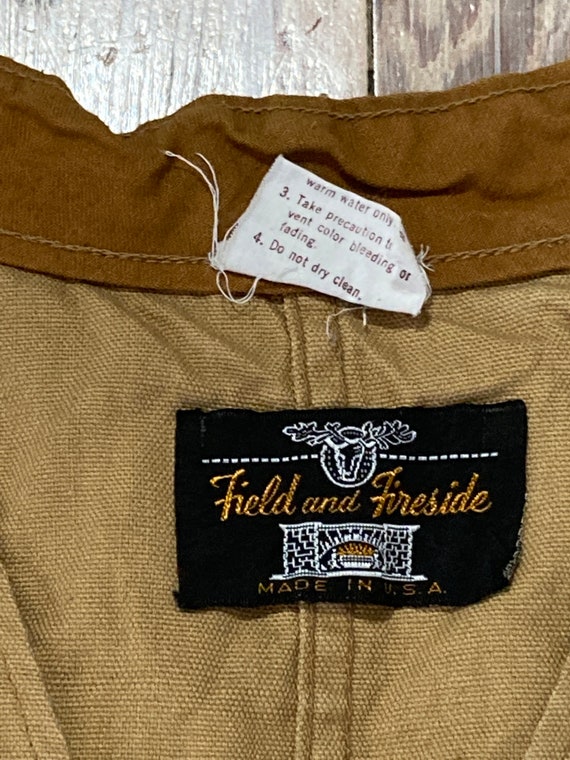 warm water only
3. Take precaution to
vent color bleeding or
fading.
4. Do not dry clean.
Field and Fireside
MADE IN U.S.A.